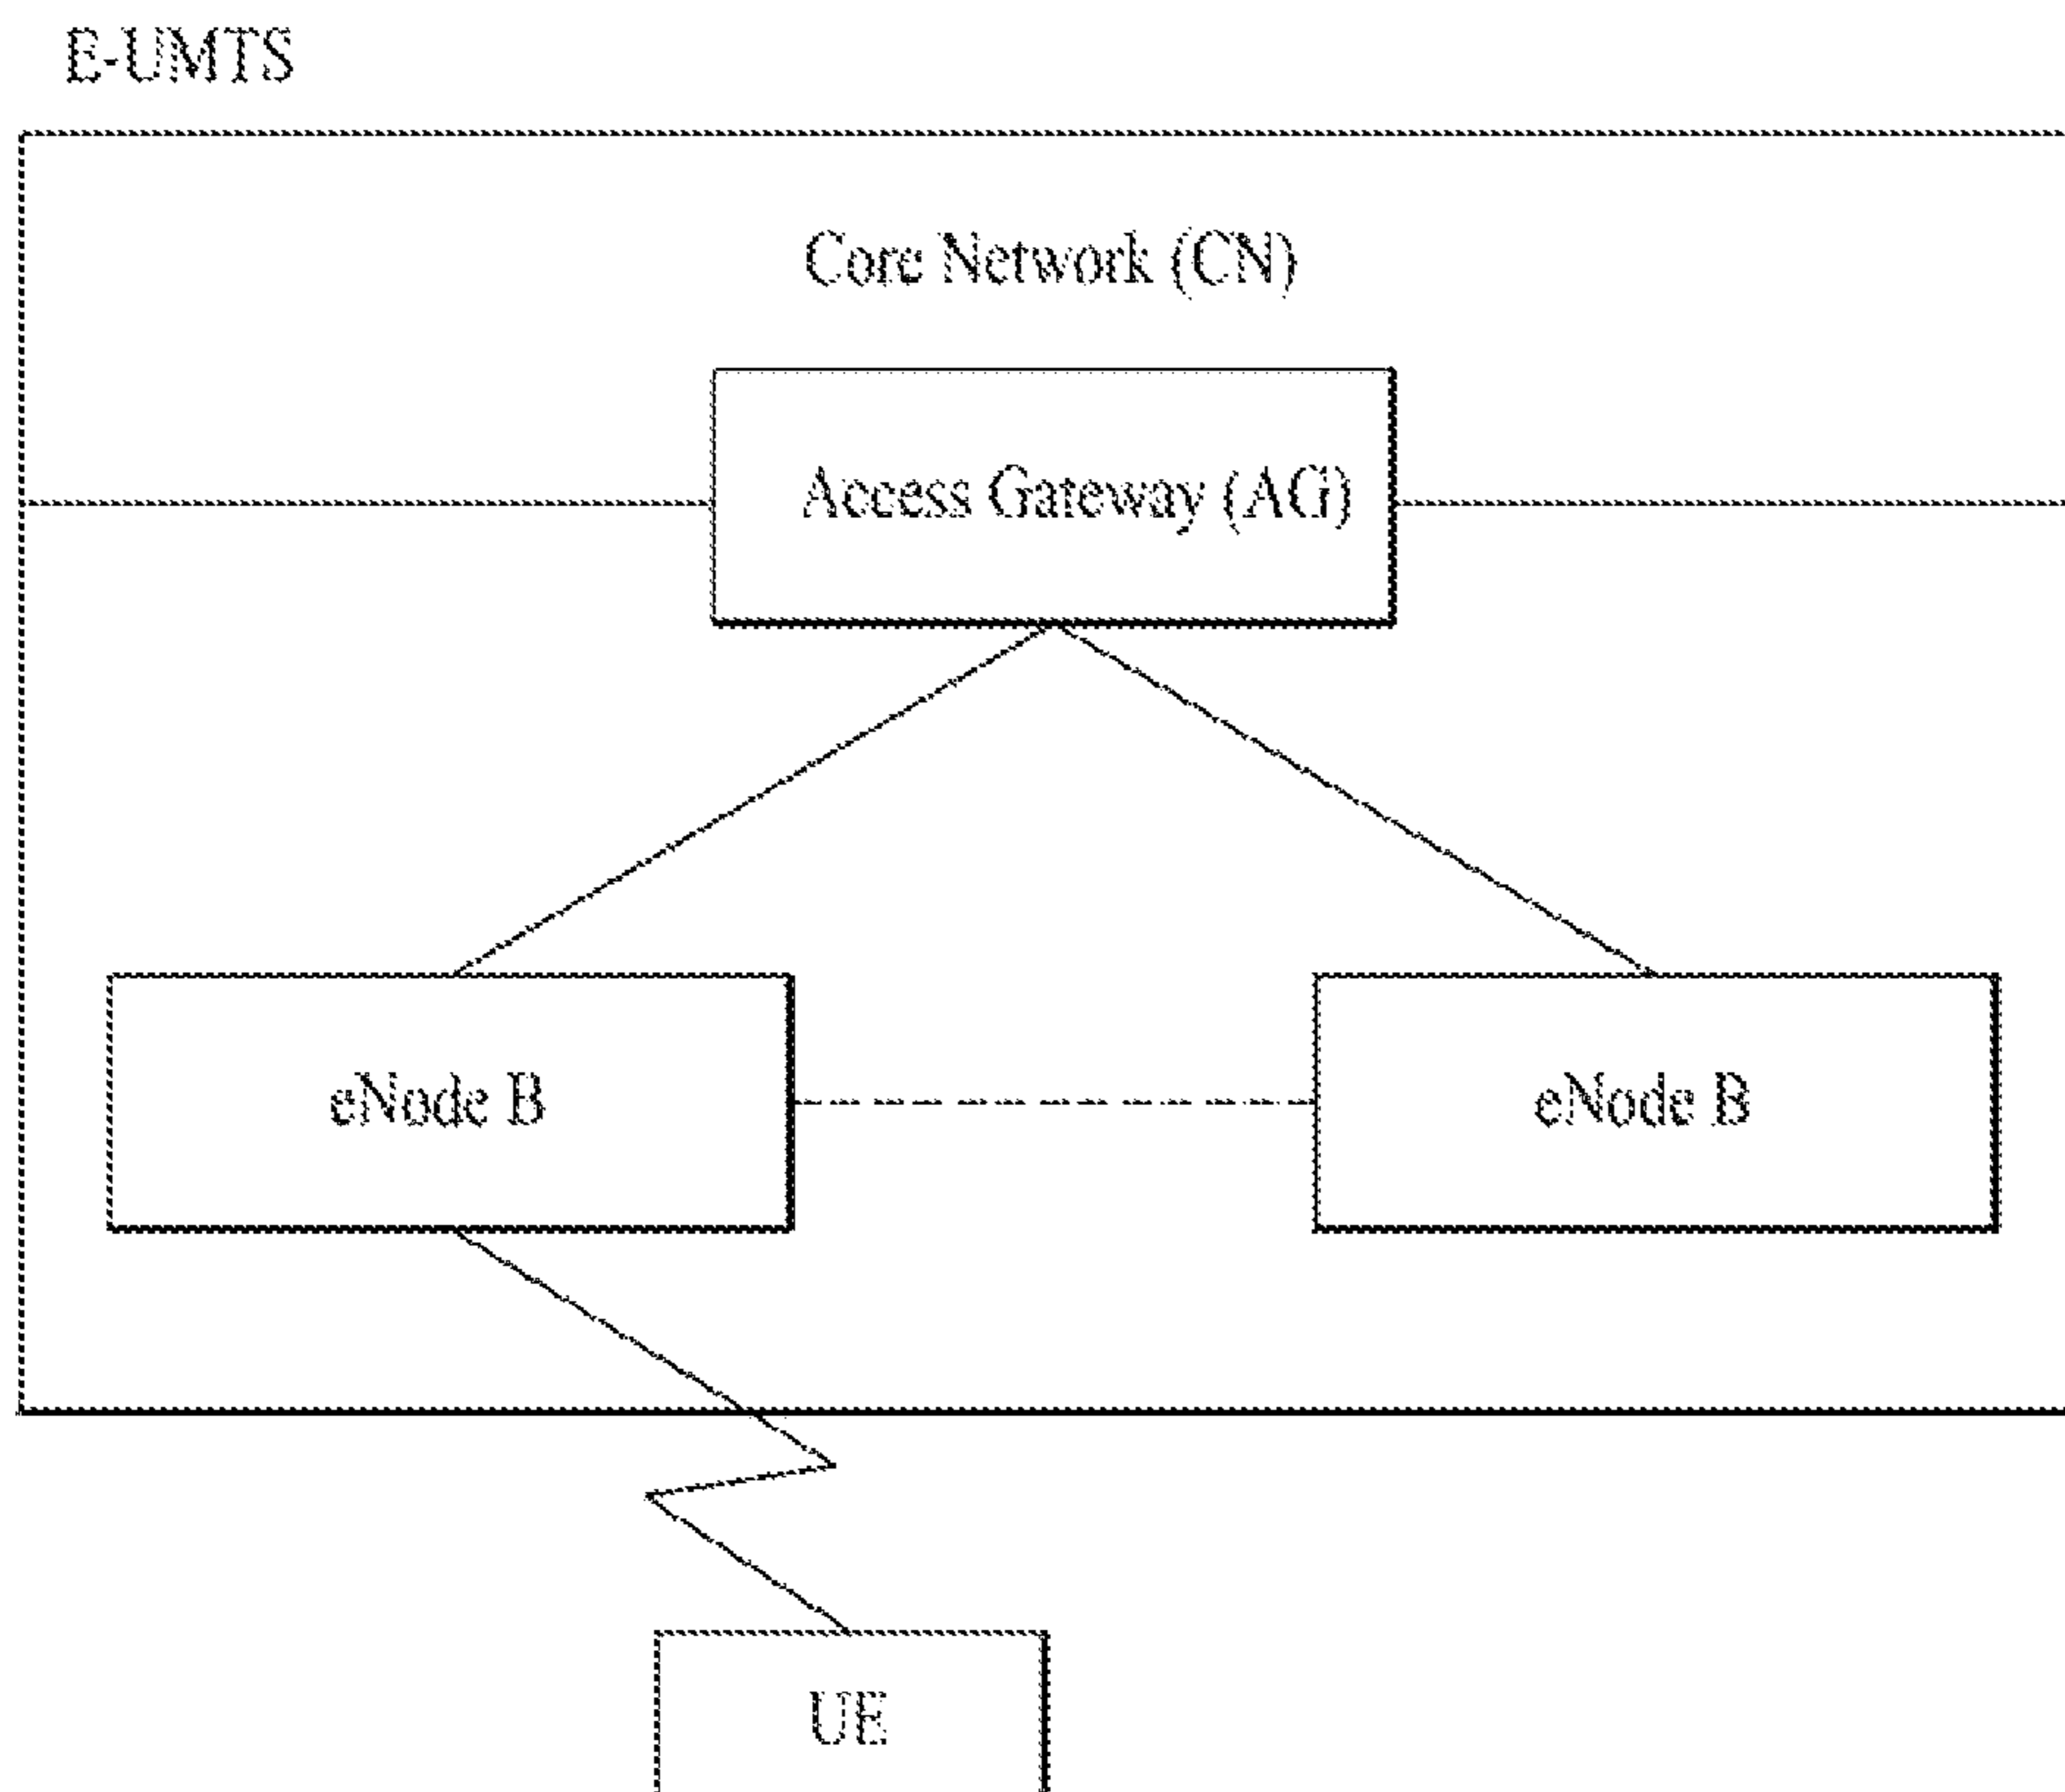 E-UMTS
Core Network (CN)
Access Gateway (AG)
eNode B
eNode B
UE